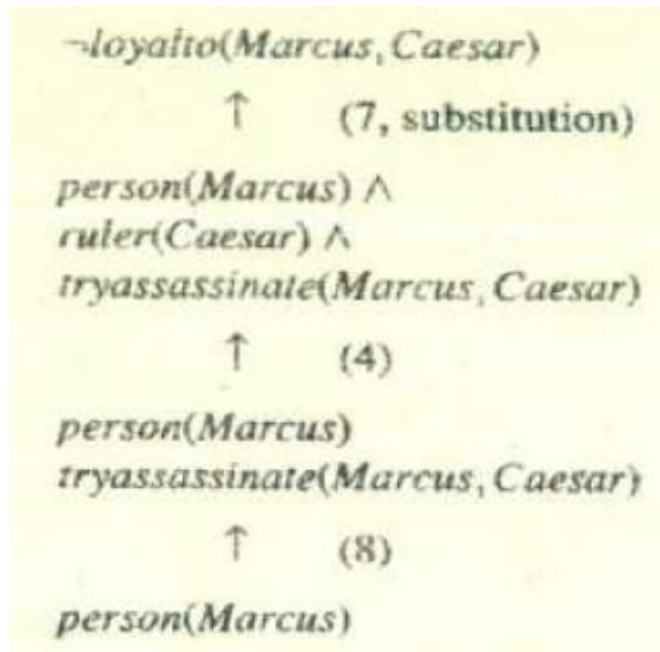 ¬loyalto(Marcus, Caesar)
↑ (7, substitution)
person(Marcus) ∧
ruler(Caesar) ∧
tryassassinate(Marcus, Caesar)
↑ (4)
person(Marcus)
tryassassinate(Marcus, Caesar)
↑ (8)
person(Marcus)